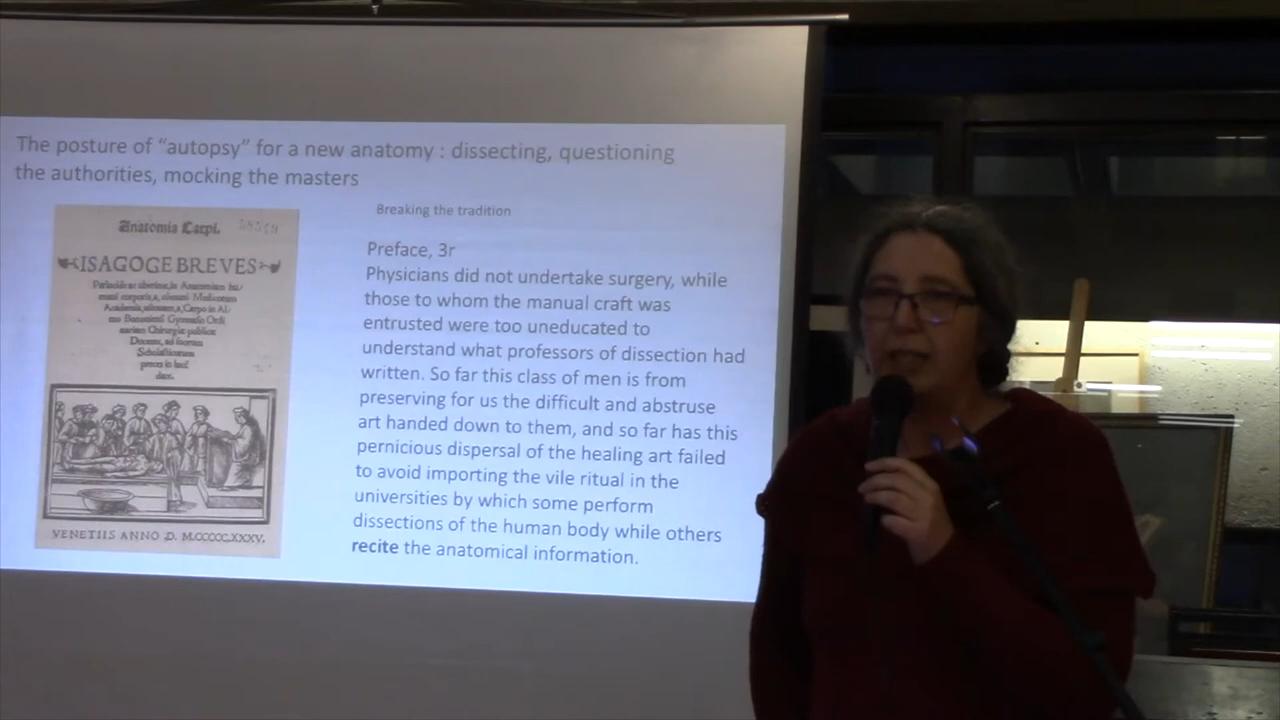 The posture of “autopsy” for a new anatomy : dissecting, questioning
the authorities, mocking the masters
Anatomia Carpi.
ISAGOGE BREVES
VENETIIS ANNO D. M.CCCCC.XXXV.
Breaking the tradition
Preface, 3r
Physicians did not undertake surgery, while
those to whom the manual craft was
entrusted were too uneducated to
understand what professors of dissection had
written. So far this class of men is from
preserving for us the difficult and abstruse
art handed down to them, and so far has this
pernicious dispersal of the healing art failed
to avoid importing the vile ritual in the
universities by which some perform
dissections of the human body while others
recite the anatomical information.